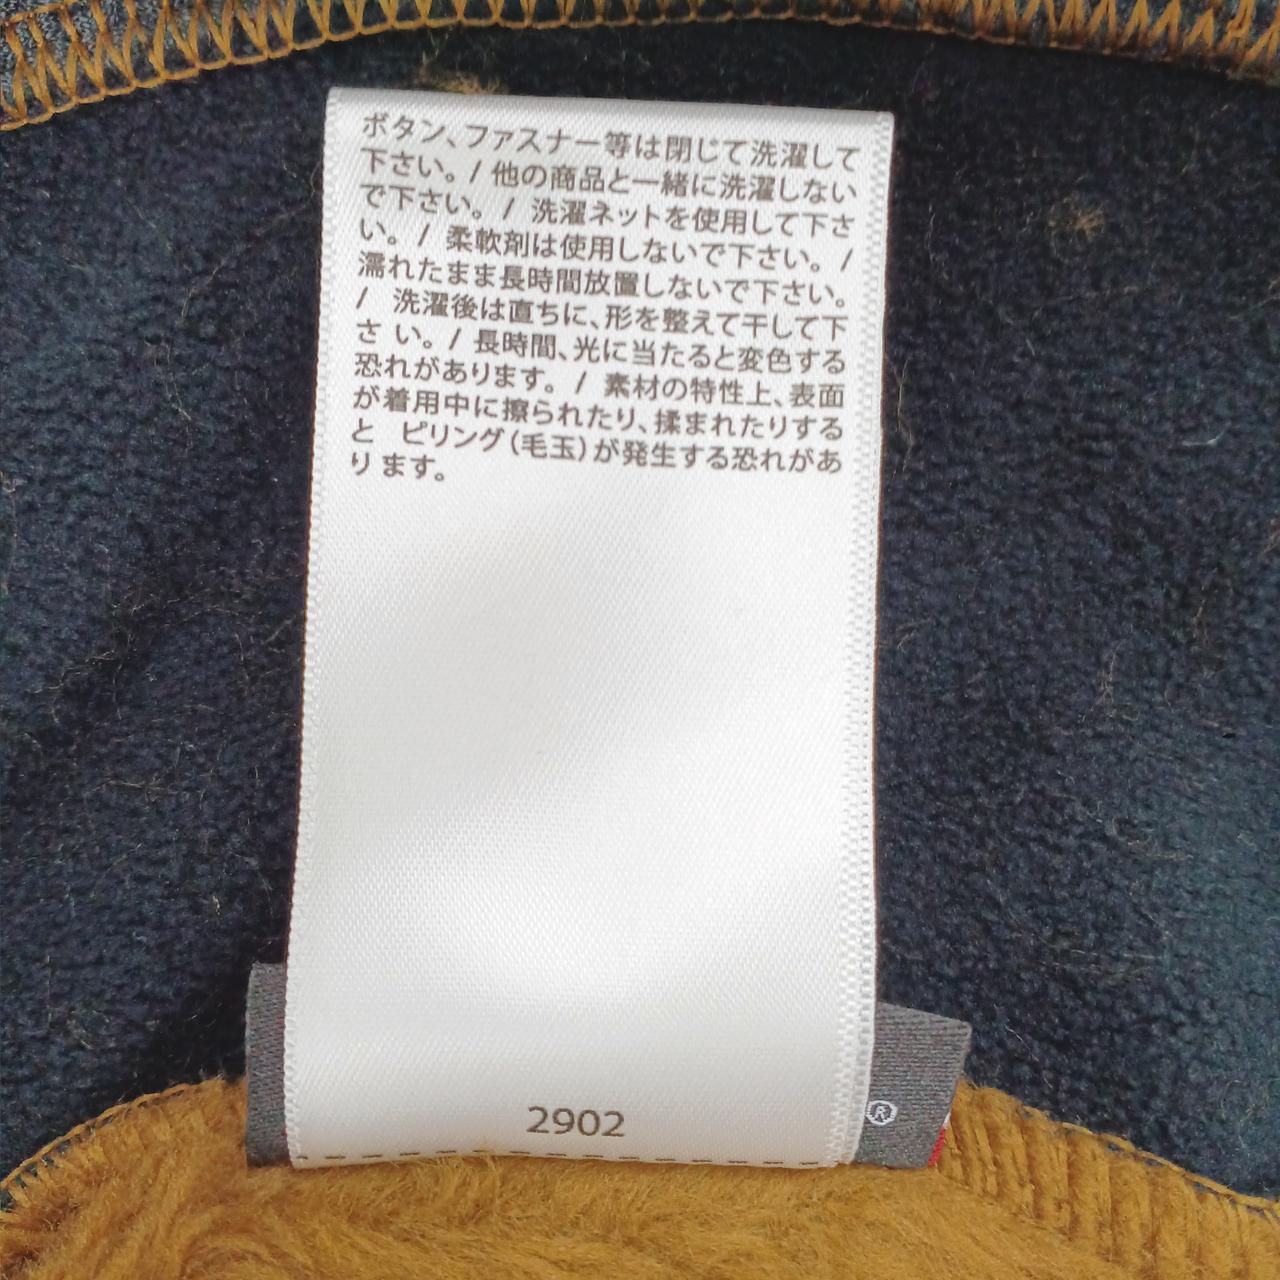 ボタン、ファスナー等は閉じて洗濯して
下さい。/ 他の商品と一緒に洗濯しない
で下さい。 / 洗濯ネットを使用して下さ
い。/ 柔軟剤は使用しないで下さい。 /
濡れたまま長時間放置しないで下さい。
/ 洗濯後は直ちに、形を整えて干して下
さ い。/ 長時間、光に当たると変色する
恐れがあります。 / 素材の特性上、表面
が着用中に擦られたり、揉まれたりする
と ピリング(毛玉)が発生する恐れがあ
り ます。
2902
®